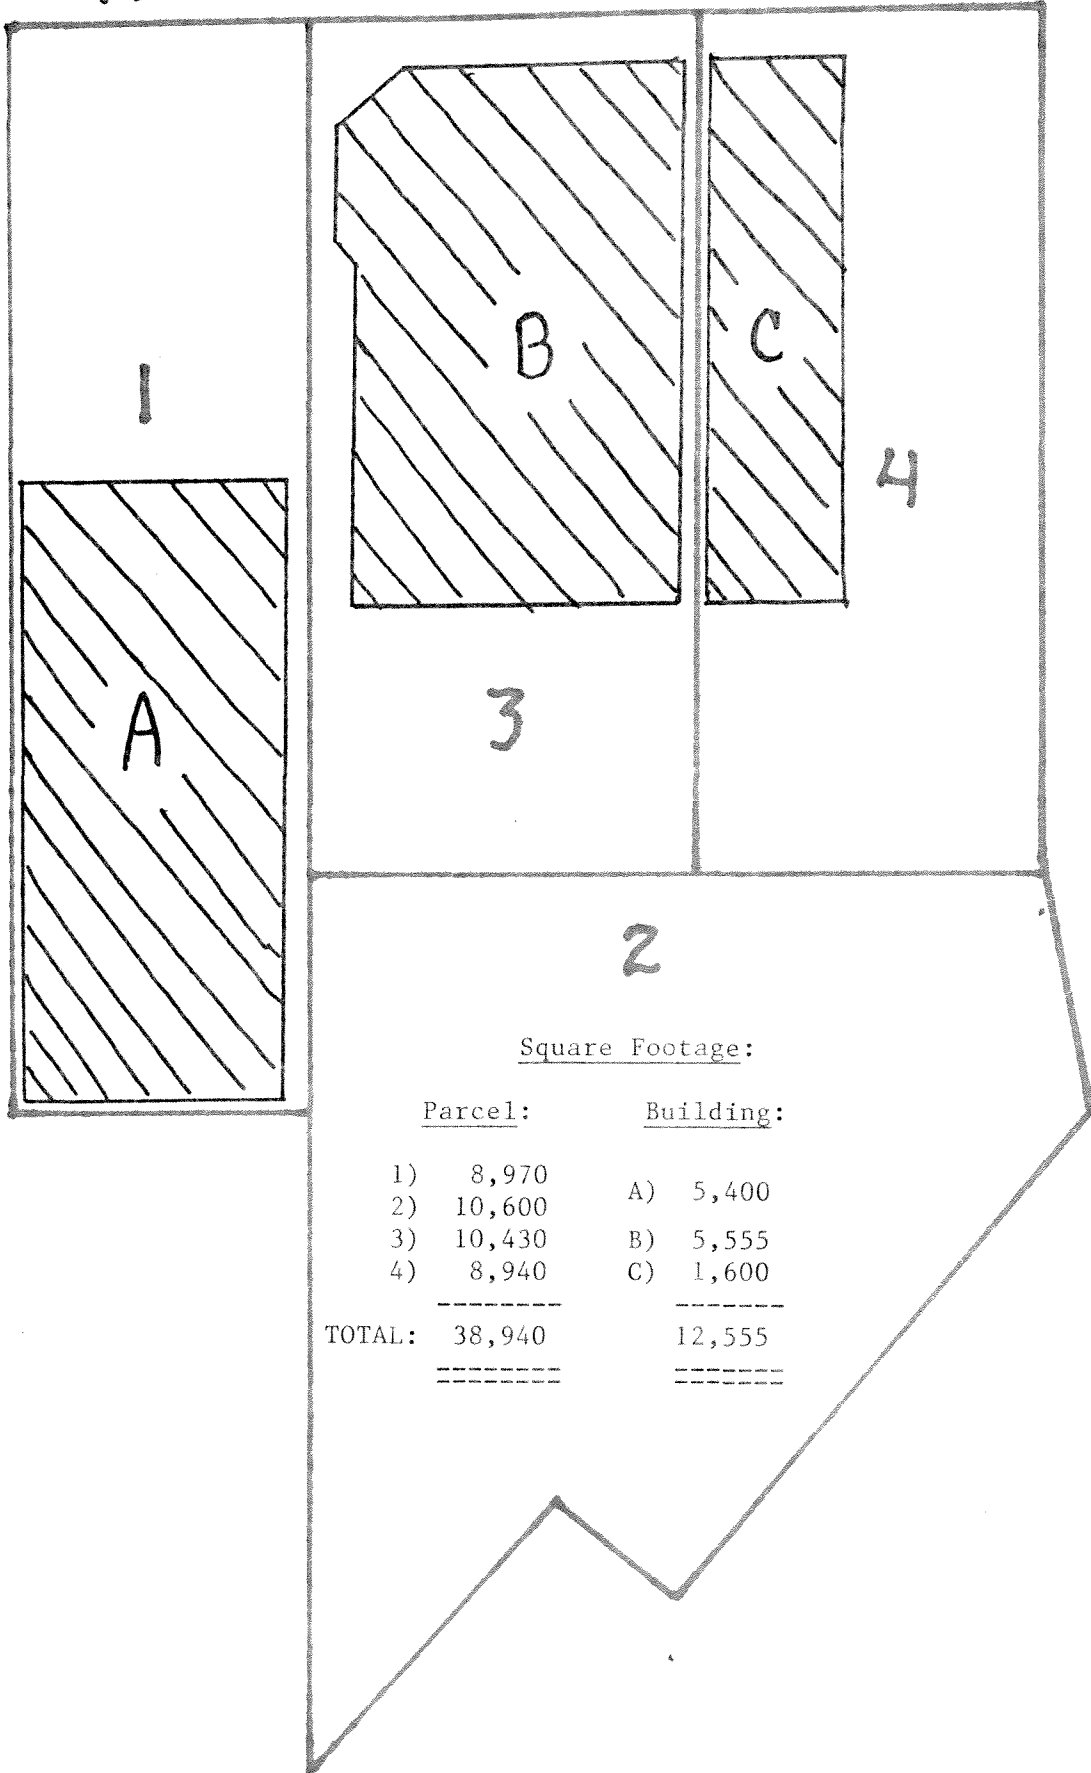 B
C
1
4
A
3
2
Square Footage:
Parcel: Building:
1) 8,970
A) 5,400
2) 10,600
3) 10,430 B) 5,555
4) 8,940 C) 1,600
-------- -------
TOTAL: 38,940 12,555
======== =======